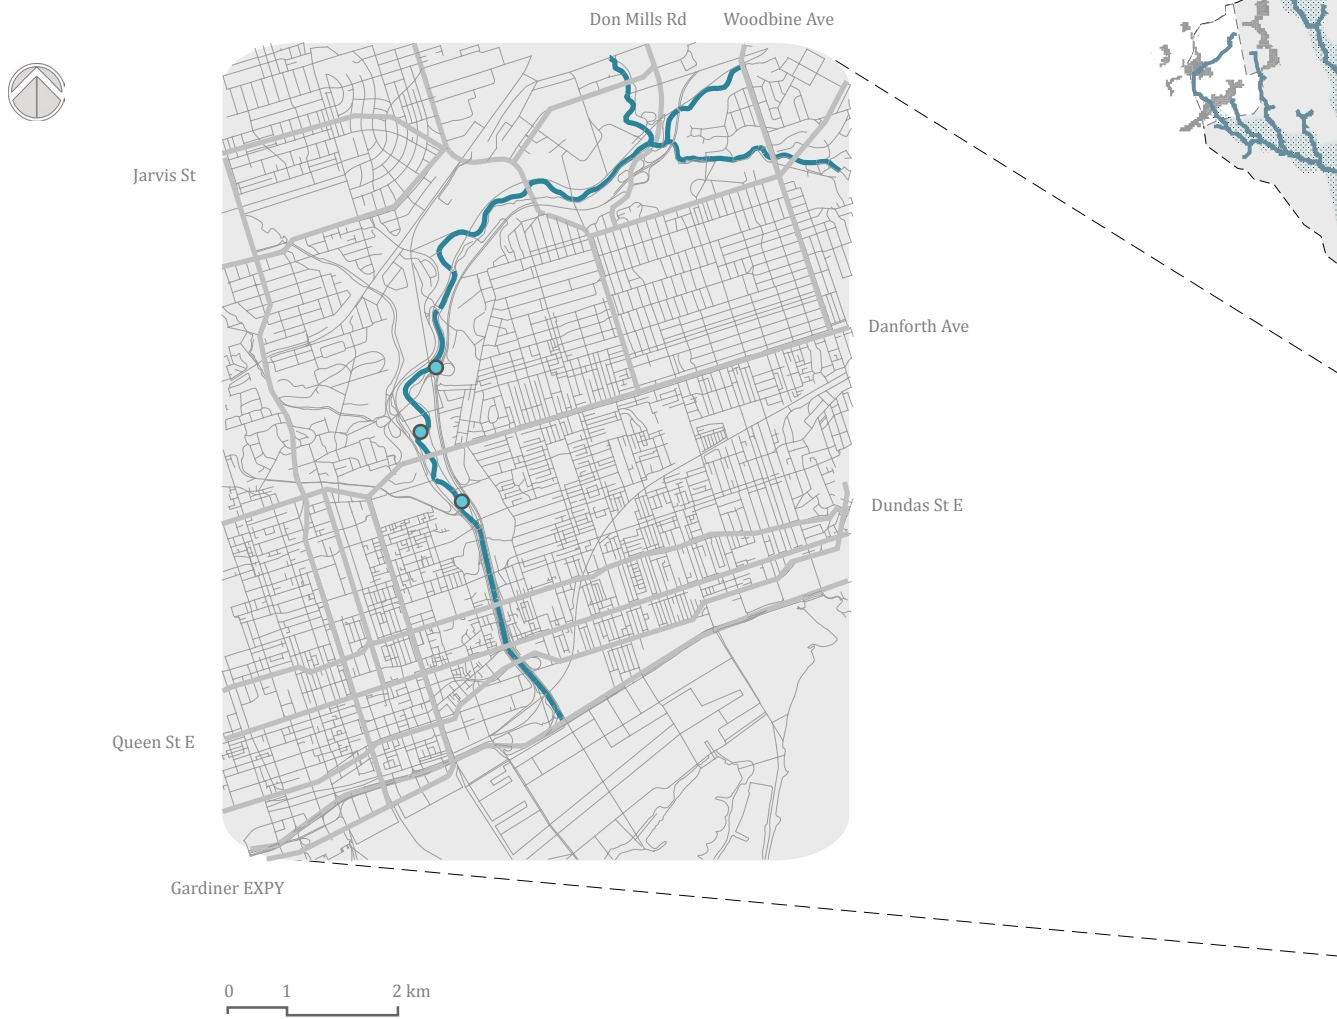 Don Mills Rd Woodbine Ave
Jarvis St
Danforth Ave
Dundas St E
Queen St E
Gardiner EXPY
0 1 2 km